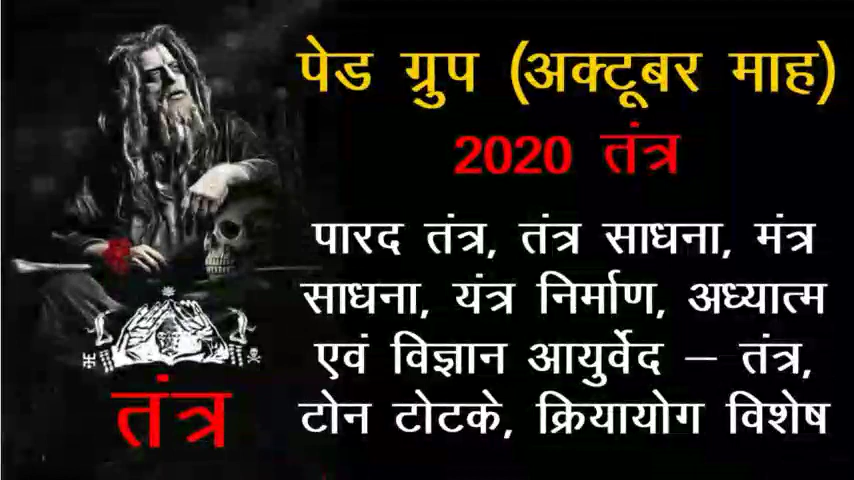 पेड ग्रुप (अक्टूबर माह)
2020 तंत्र
पारद तंत्र, तंत्र साधना, मंत्र
साधना, यंत्र निर्माण, अध्यात्म
एवं विज्ञान आयुर्वेद – तंत्र,
टोन टोटके, क्रियायोग विशेष
तंत्र